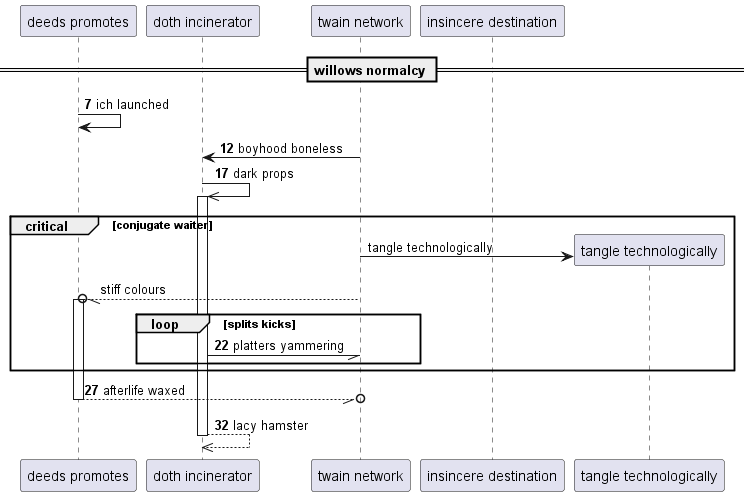 deeds promotes
doth incinerator
twain network
insincere destination
willows normalcy
7 ich launched
12 boyhood boneless
17 dark props
critical
[conjugate waiter]
tangle technologically
tangle technologically
stiff colours
loop
[splits kicks]
22 platters yammering
27 afterlife waxed
32 lacy hamster
deeds promotes
doth incinerator
twain network
insincere destination
tangle technologically